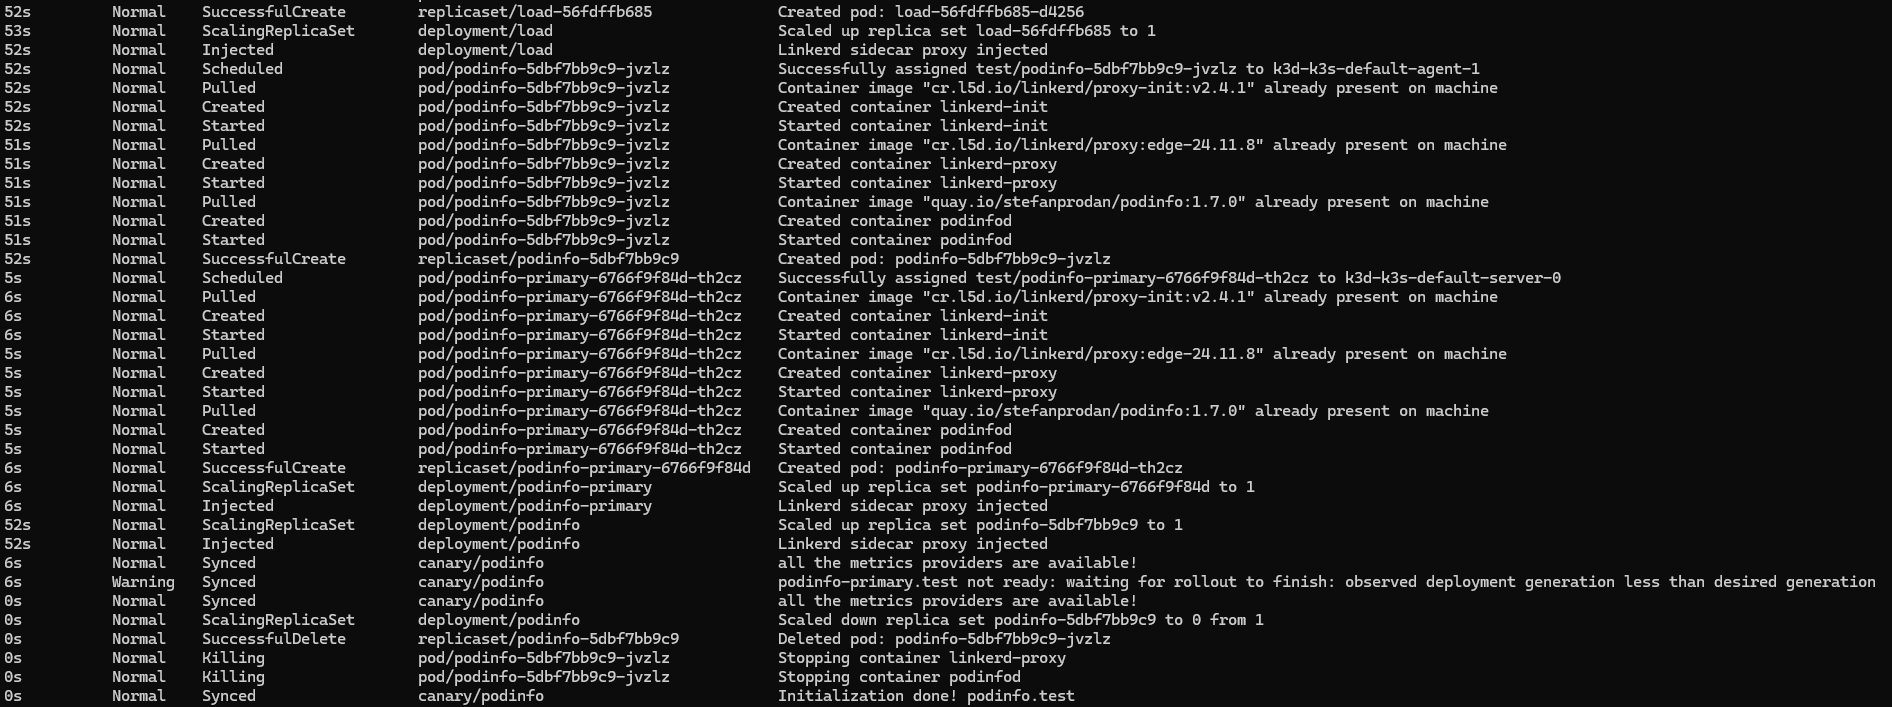 52s Normal SuccessfulCreate replicaset/load-56fdffb685 Created pod: load-56fdffb685-d4256
53s Normal ScalingReplicaSet deployment/load Scaled up replica set load-56fdffb685 to 1
52s Normal Injected deployment/load Linkerd sidecar proxy injected
52s Normal Scheduled pod/podinfo-5dbf7bb9c9-jvzlz Successfully assigned test/podinfo-5dbf7bb9c9-jvzlz to k3d-k3s-default-agent-1
52s Normal Pulled pod/podinfo-5dbf7bb9c9-jvzlz Container image "cr.l5d.io/linkerd/proxy-init:v2.4.1" already present on machine
52s Normal Created pod/podinfo-5dbf7bb9c9-jvzlz Created container linkerd-init
52s Normal Started pod/podinfo-5dbf7bb9c9-jvzlz Started container linkerd-init
51s Normal Pulled pod/podinfo-5dbf7bb9c9-jvzlz Container image "cr.l5d.io/linkerd/proxy:edge-24.11.8" already present on machine
51s Normal Created pod/podinfo-5dbf7bb9c9-jvzlz Created container linkerd-proxy
51s Normal Started pod/podinfo-5dbf7bb9c9-jvzlz Started container linkerd-proxy
51s Normal Pulled pod/podinfo-5dbf7bb9c9-jvzlz Container image "quay.io/stefanprodan/podinfo:1.7.0" already present on machine
51s Normal Created pod/podinfo-5dbf7bb9c9-jvzlz Created container podinfod
51s Normal Started pod/podinfo-5dbf7bb9c9-jvzlz Started container podinfod
52s Normal SuccessfulCreate replicaset/podinfo-5dbf7bb9c9 Created pod: podinfo-5dbf7bb9c9-jvzlz
5s Normal Scheduled pod/podinfo-primary-6766f9f84d-th2cz Successfully assigned test/podinfo-primary-6766f9f84d-th2cz to k3d-k3s-default-server-0
6s Normal Pulled pod/podinfo-primary-6766f9f84d-th2cz Container image "cr.l5d.io/linkerd/proxy-init:v2.4.1" already present on machine
6s Normal Created pod/podinfo-primary-6766f9f84d-th2cz Created container linkerd-init
6s Normal Started pod/podinfo-primary-6766f9f84d-th2cz Started container linkerd-init
5s Normal Pulled pod/podinfo-primary-6766f9f84d-th2cz Container image "cr.l5d.io/linkerd/proxy:edge-24.11.8" already present on machine
5s Normal Created pod/podinfo-primary-6766f9f84d-th2cz Created container linkerd-proxy
5s Normal Started pod/podinfo-primary-6766f9f84d-th2cz Started container linkerd-proxy
5s Normal Pulled pod/podinfo-primary-6766f9f84d-th2cz Container image "quay.io/stefanprodan/podinfo:1.7.0" already present on machine
5s Normal Created pod/podinfo-primary-6766f9f84d-th2cz Created container podinfod
5s Normal Started pod/podinfo-primary-6766f9f84d-th2cz Started container podinfod
6s Normal SuccessfulCreate replicaset/podinfo-primary-6766f9f84d Created pod: podinfo-primary-6766f9f84d-th2cz
6s Normal ScalingReplicaSet deployment/podinfo-primary Scaled up replica set podinfo-primary-6766f9f84d to 1
6s Normal Injected deployment/podinfo-primary Linkerd sidecar proxy injected
52s Normal ScalingReplicaSet deployment/podinfo Scaled up replica set podinfo-5dbf7bb9c9 to 1
52s Normal Injected deployment/podinfo Linkerd sidecar proxy injected
6s Normal Synced canary/podinfo all the metrics providers are available!
6s Warning Synced canary/podinfo podinfo-primary.test not ready: waiting for rollout to finish: observed deployment generation less than desired generation
0s Normal Synced canary/podinfo all the metrics providers are available!
0s Normal ScalingReplicaSet deployment/podinfo Scaled down replica set podinfo-5dbf7bb9c9 to 0 from 1
0s Normal SuccessfulDelete replicaset/podinfo-5dbf7bb9c9 Deleted pod: podinfo-5dbf7bb9c9-jvzlz
0s Normal Killing pod/podinfo-5dbf7bb9c9-jvzlz Stopping container linkerd-proxy
0s Normal Killing pod/podinfo-5dbf7bb9c9-jvzlz Stopping container podinfod
0s Normal Synced canary/podinfo Initialization done! podinfo.test